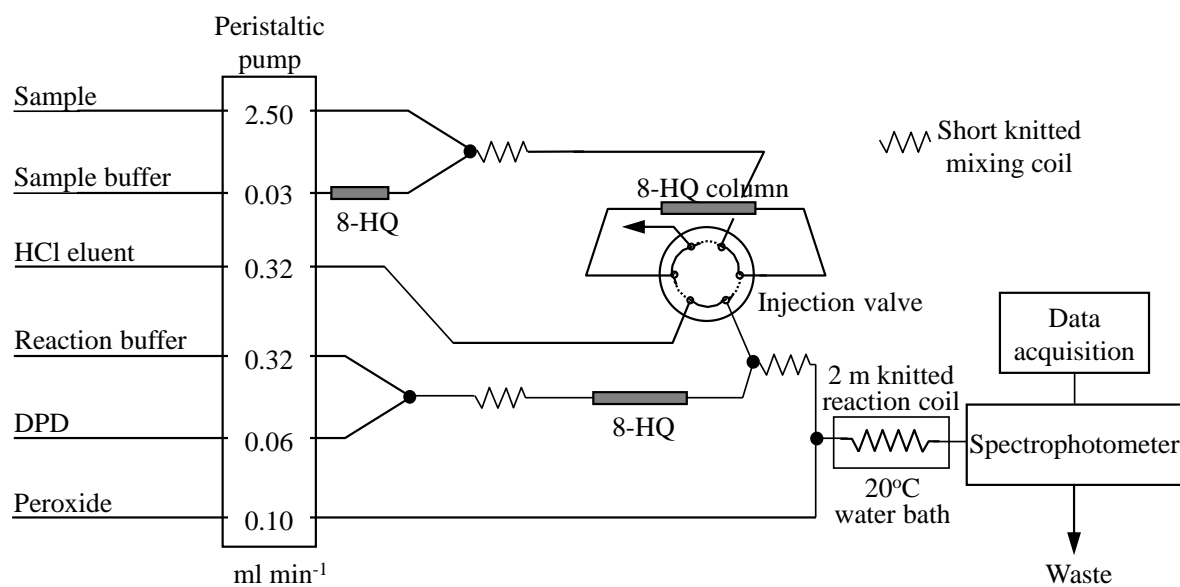 Peristaltic
pump
Sample
2.50
Sample buffer
0.03
8-HQ
HCl eluent
0.32
Reaction buffer
0.32
DPD
0.06
Peroxide
0.10
ml min-1
8-HQ column
Injection valve
8-HQ
Short knitted
mixing coil
2 m knitted
reaction coil
20oC
water bath
Data
acquisition
Spectrophotometer
Waste